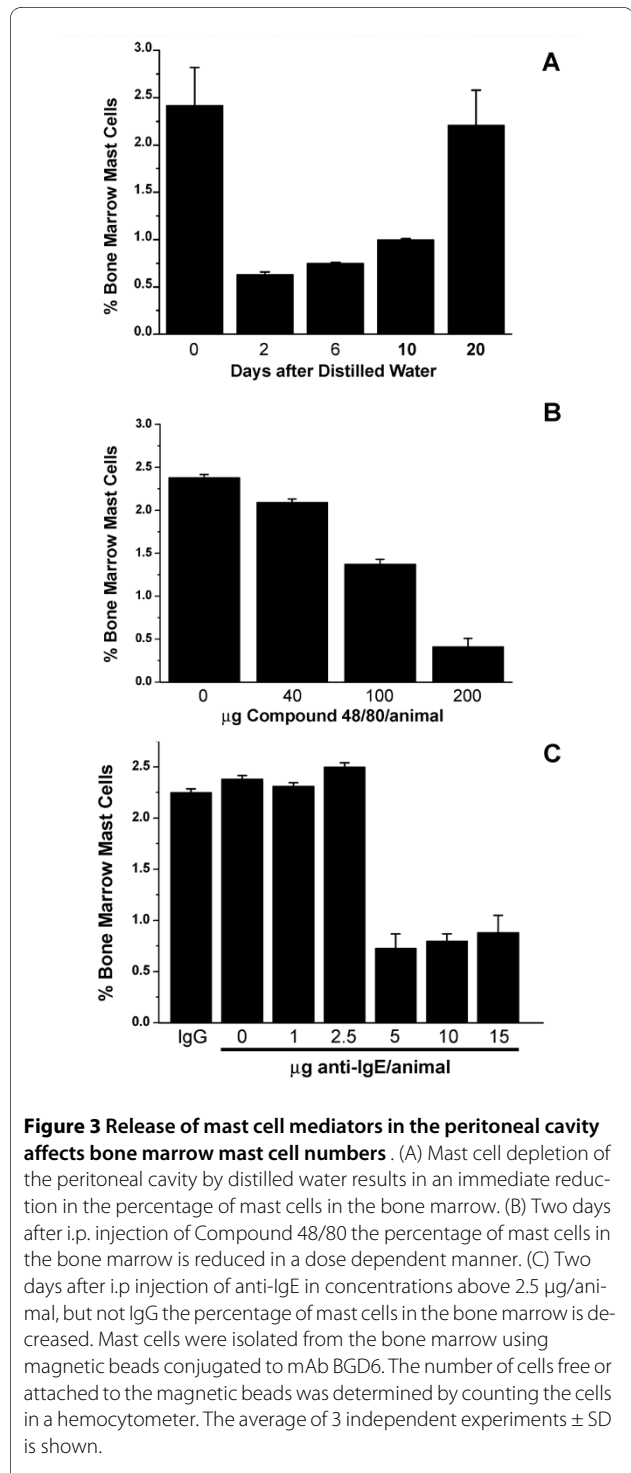 A
3.0
2.5
2.0
1.5
1.0
0.5
0.0
% Bone Marrow Mast Cells
0 2 6 10 20
Days after Distilled Water
B
3.0
2.5
2.0
1.5
1.0
0.5
0.0
% Bone Marrow Mast Cells
0 40 100 200
μg Compound 48/80/animal
C
2.5
2.0
1.5
1.0
0.5
0.0
% Bone Marrow Mast Cells
IgG 0 1 2.5 5 10 15
μg anti-IgE/animal
Figure 3 Release of mast cell mediators in the peritoneal cavity
affects bone marrow mast cell numbers . (A) Mast cell depletion of
the peritoneal cavity by distilled water results in an immediate reduc-
tion in the percentage of mast cells in the bone marrow. (B) Two days
after i.p. injection of Compound 48/80 the percentage of mast cells in
the bone marrow is reduced in a dose dependent manner. (C) Two
days after i.p injection of anti-IgE in concentrations above 2.5 μg/ani-
mal, but not IgG the percentage of mast cells in the bone marrow is de-
creased. Mast cells were isolated from the bone marrow using
magnetic beads conjugated to mAb BGD6. The number of cells free or
attached to the magnetic beads was determined by counting the cells
in a hemocytometer. The average of 3 independent experiments ± SD
is shown.